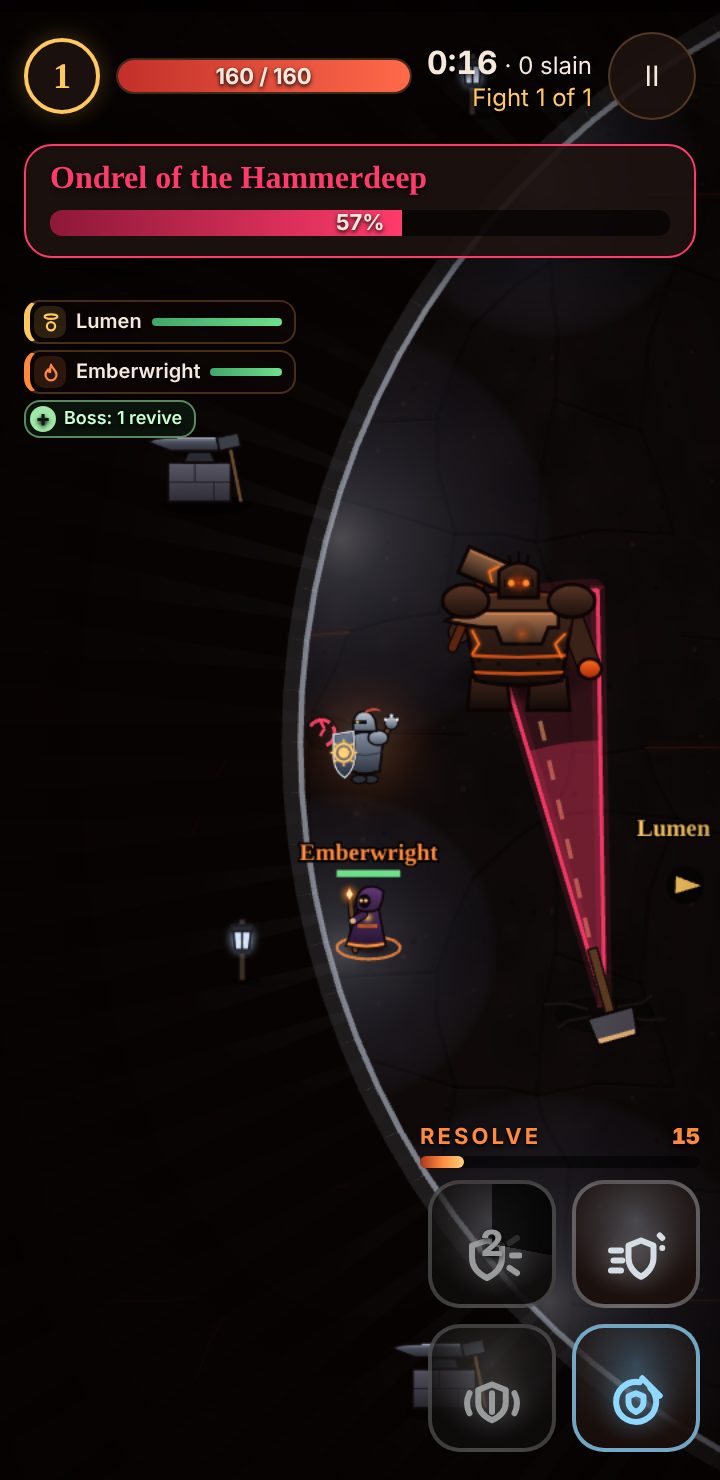 1
160 / 160
0:16 · 0 slain
Fight 1 of 1
Ondrel of the Hammerdeep
57%
Lumen
Emberwright
Boss: 1 revive
Lumen
Emberwright
RESOLVE 15
2